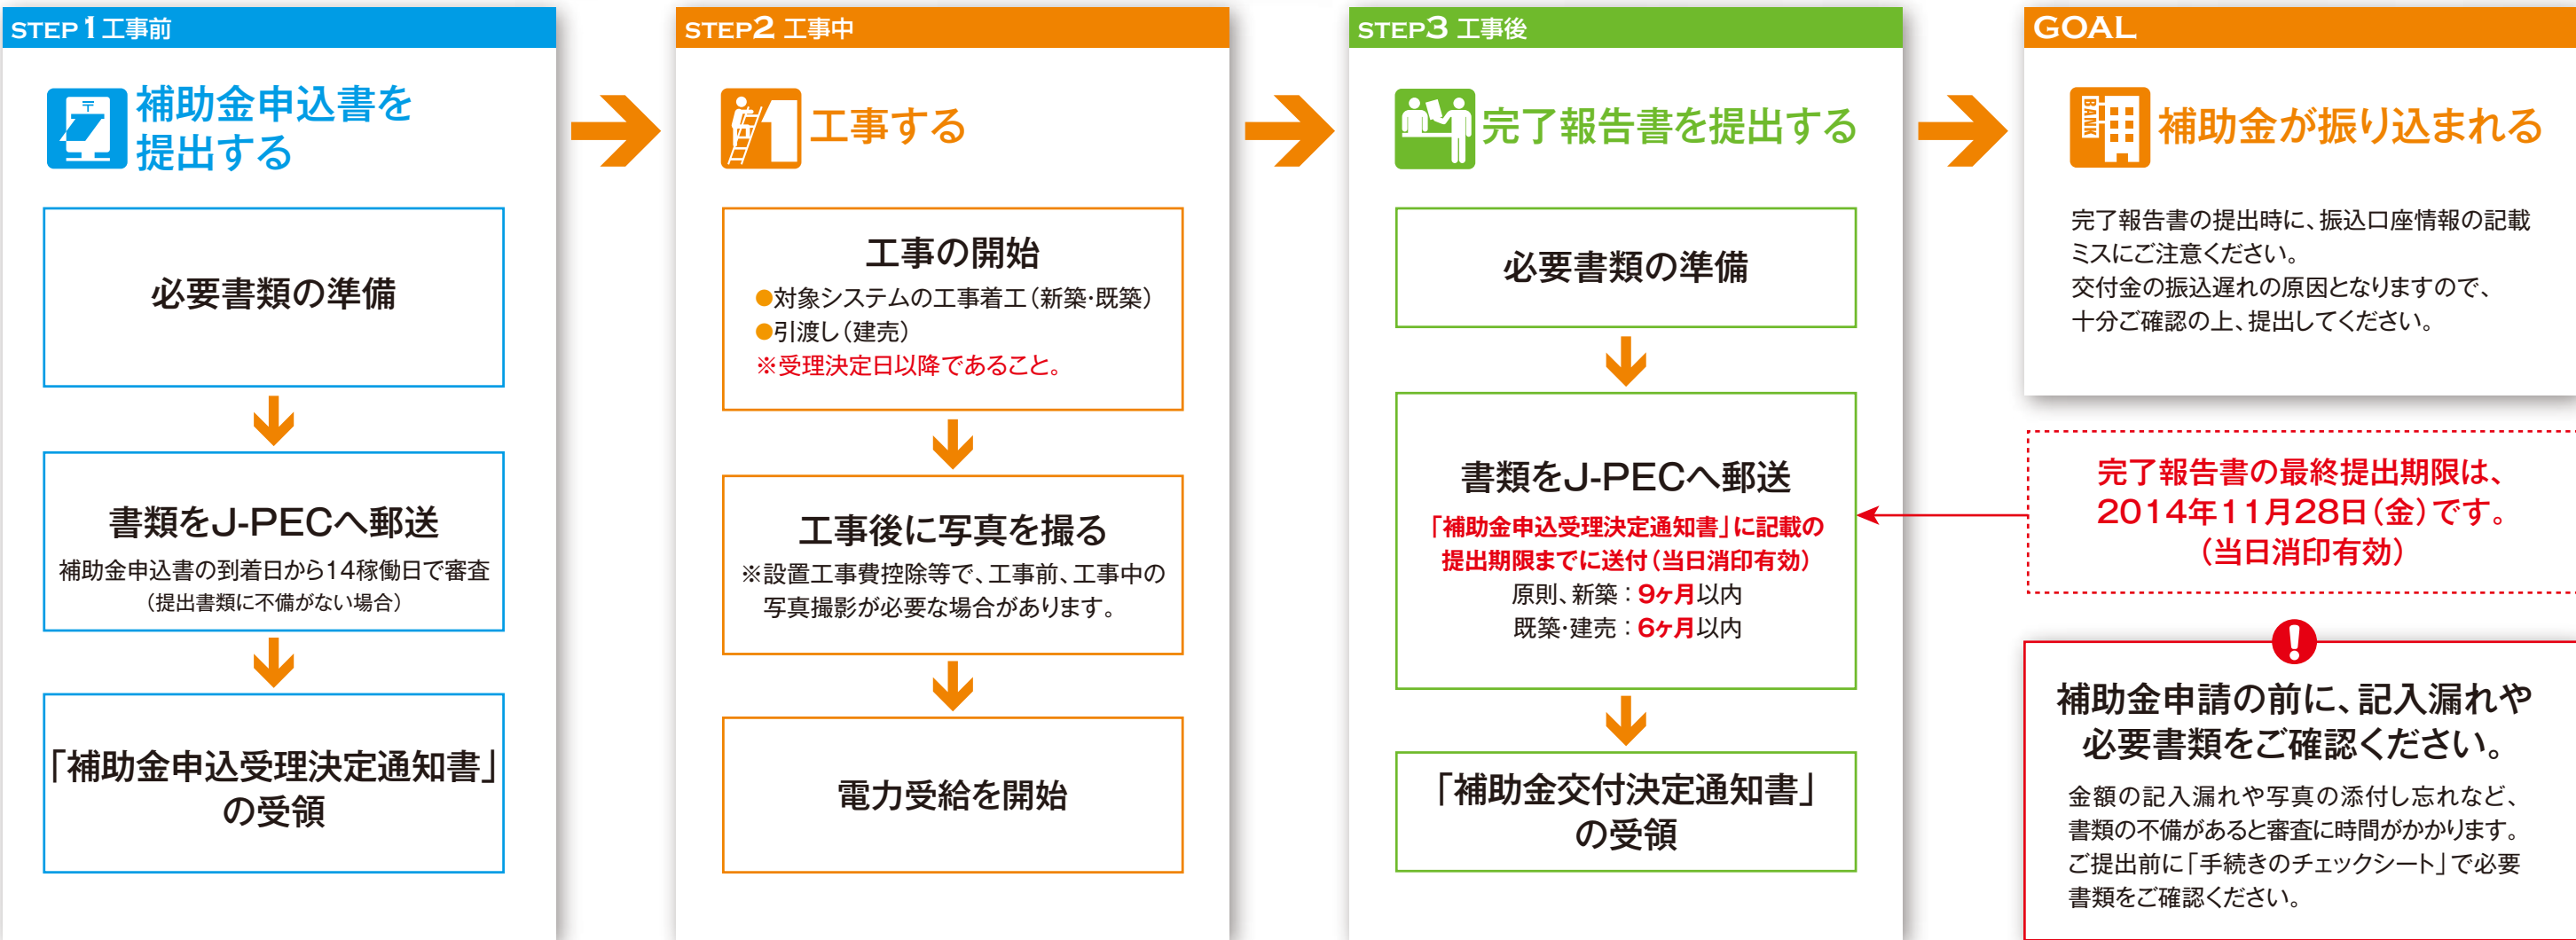 STEP1 工事前
補助金申込書を
提出する
必要書類の準備
書類をJ-PECへ郵送
補助金申込書の到着日から14稼働日で審査
(提出書類に不備がない場合)
「補助金申込受理決定通知書」
の受領
STEP2 工事中
工事する
工事の開始
●対象システムの工事着工(新築・既築)
●引渡し(建売)
※受理決定日以降であること。
工事後に写真を撮る
※設置工事費控除等で、工事前、工事中の
写真撮影が必要な場合があります。
電力受給を開始
STEP3 工事後
完了報告書を提出する
必要書類の準備
書類をJ-PECへ郵送
「補助金申込受理決定通知書」に記載の
提出期限までに送付(当日消印有効)
原則、新築:9ヶ月以内
既築・建売:6ヶ月以内
「補助金交付決定通知書」
の受領
GOAL
BANK
補助金が振り込まれる
完了報告書の提出時に、振込口座情報の記載
ミスにご注意ください。
交付金の振込遅れの原因となりますので、
十分ご確認の上、提出してください。
完了報告書の最終提出期限は、
2014年11月28日(金)です。
(当日消印有効)
補助金申請の前に、記入漏れや
必要書類をご確認ください。
金額の記入漏れや写真の添付し忘れなど、
書類の不備があると審査に時間がかかります。
ご提出前に「手続きのチェックシート」で必要
書類をご確認ください。